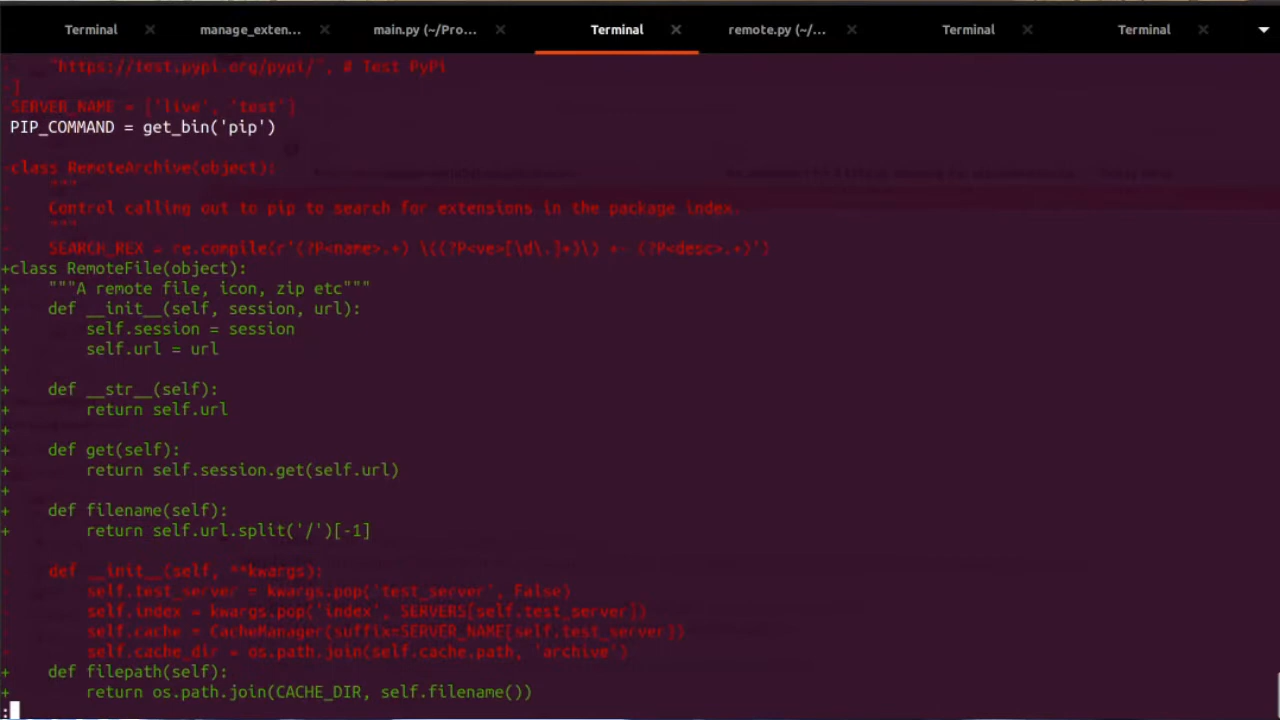 Terminal × manage_exten... × main.py (~/Pro... × Terminal × remote.py (~/... × Terminal × Terminal ×
-    "https://test.pypi.org/pypi/", # Test PyPi
-]
-SERVER_NAME = ['live', 'test']
 PIP_COMMAND = get_bin('pip')
-class RemoteArchive(object):
-    """
-    Control calling out to pip to search for extensions in the package index.
-    """
-    SEARCH_REX = re.compile(r'(?P<name>.+) \((?P<ve>[\d\.]+)\) +- (?P<desc>.+)')
+class RemoteFile(object):
+    """A remote file, icon, zip etc"""
+    def __init__(self, session, url):
+        self.session = session
+        self.url = url
+
+    def __str__(self):
+        return self.url
+
+    def get(self):
+        return self.session.get(self.url)
+
+    def filename(self):
+        return self.url.split('/')[-1]
-    def __init__(self, **kwargs):
-        self.test_server = kwargs.pop('test_server', False)
-        self.index = kwargs.pop('index', SERVERS[self.test_server])
-        self.cache = CacheManager(suffix=SERVER_NAME[self.test_server])
-        self.cache_dir = os.path.join(self.cache.path, 'archive')
+    def filepath(self):
+        return os.path.join(CACHE_DIR, self.filename())
: